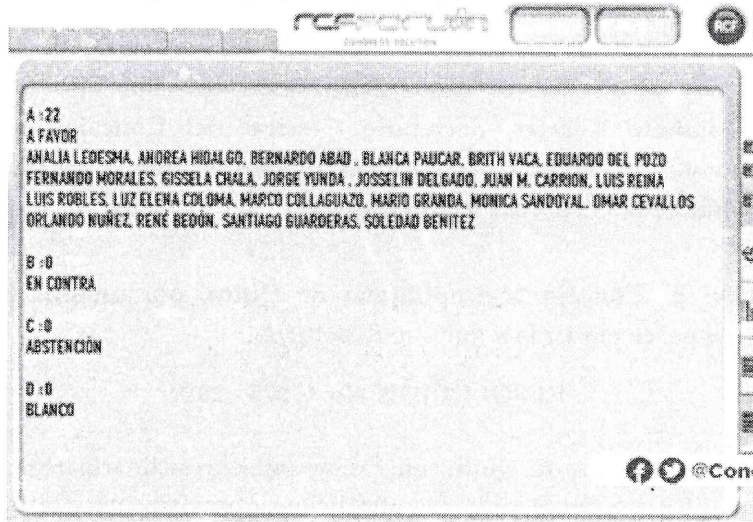 A :22
A FAVOR
ANALIA LEDESMA, ANDREA HIDALGO, BERNARDO ABAD , BLANCA PAUCAR, BRITH VACA, EDUARDO DEL POZO
FERNANDO MORALES, GISSELA CHALA, JORGE YUNDA , JOSSELIN DELGADO, JUAN M. CARRION, LUIS REINA
LUIS ROBLES, LUZ ELENA COLOMA, MARCO COLLAGUAZO, MARIO GRANDA, MONICA SANDOVAL, OMAR CEVALLOS
ORLANDO NUÑEZ, RENÉ BEDÓN, SANTIAGO GUARDERAS, SOLEDAD BENITEZ
B :0
EN CONTRA
C :0
ABSTENCIÓN
D :0
BLANCO
@Con